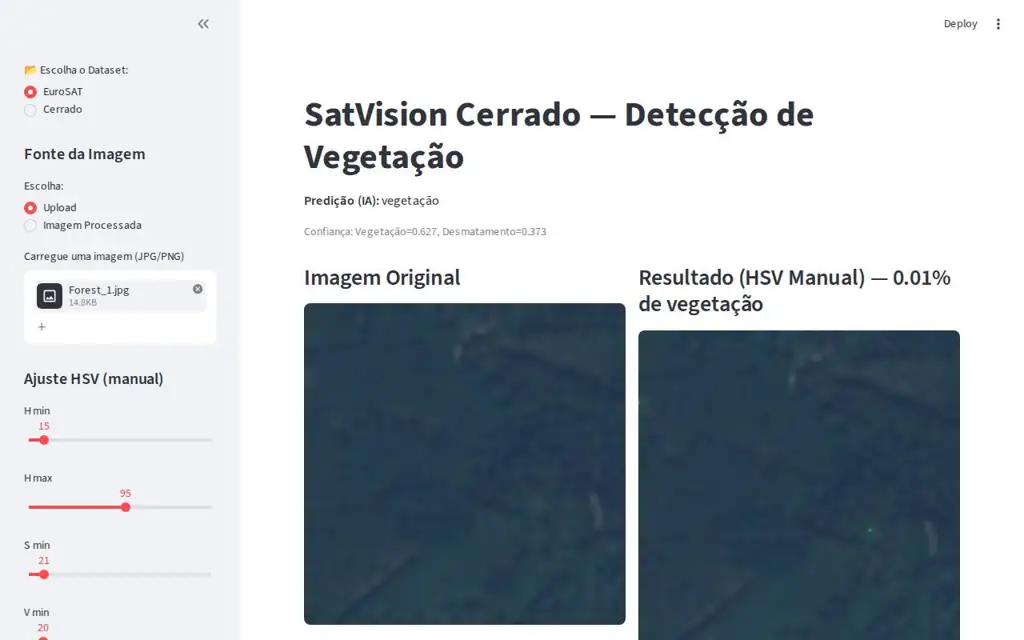 Deploy
📂 Escolha o Dataset:
EuroSAT
Cerrado
Fonte da Imagem
Escolha:
Upload
Imagem Processada
Carregue uma imagem (JPG/PNG)
Forest_1.jpg
14.8KB
+
Ajuste HSV (manual)
H min
15
H max
95
S min
21
V min
20
SatVision Cerrado — Detecção de
Vegetação
Predição (IA): vegetação
Confiança: Vegetação=0.627, Desmatamento=0.373
Imagem Original
Resultado (HSV Manual) — 0.01%
de vegetação